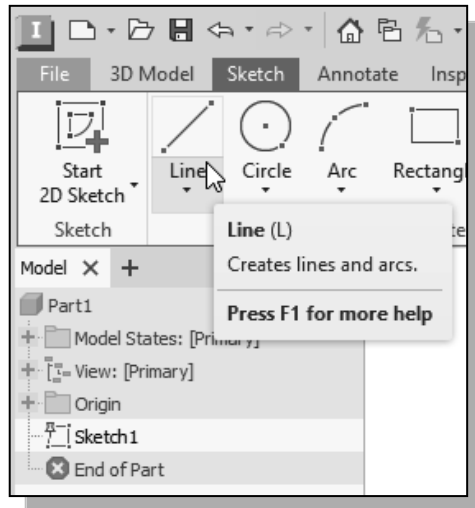 I
File 3D Model Sketch Annotate Insp
Start
2D Sketch
Line Circle Arc Rectangl
Sketch
Line (L)
Creates lines and arcs.
Press F1 for more help
Model
Part1
Model States: [Primary]
View: [Primary]
Origin
Sketch1
End of Part